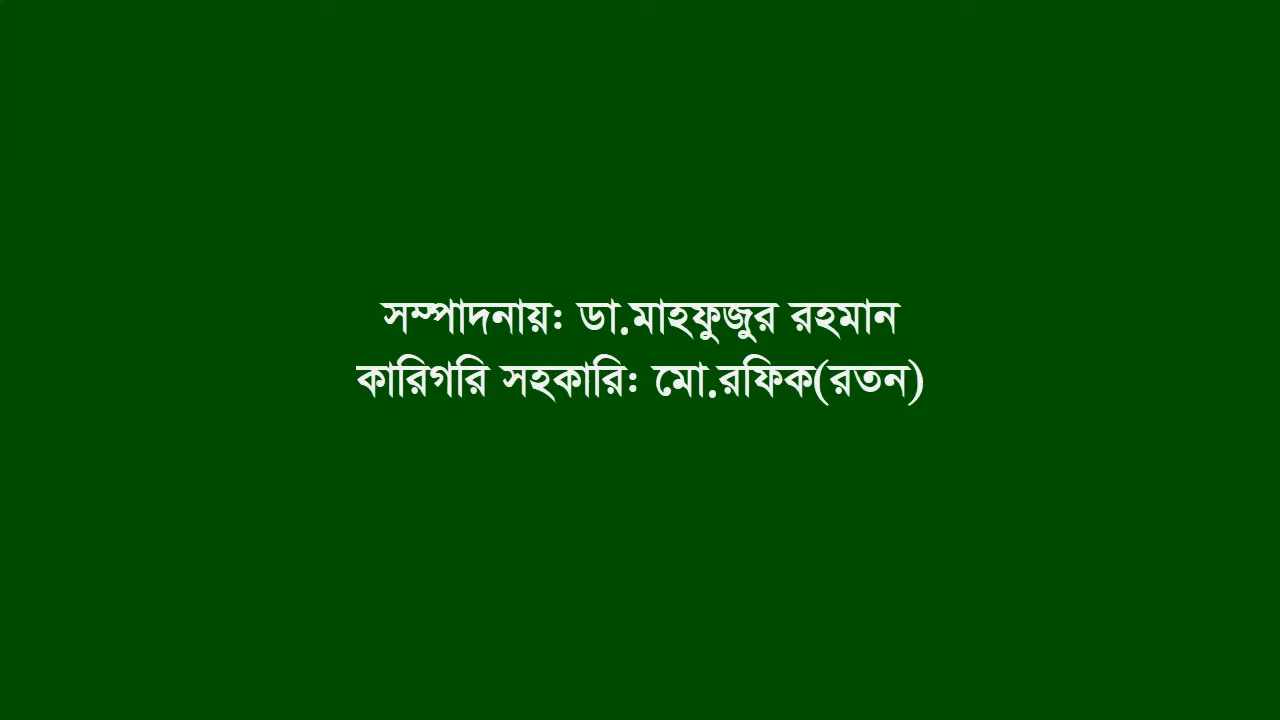 সম্পাদনায়: ডা.মাহফুজুর রহমান
কারিগরি সহকারি: মো.রফিক(রতন)